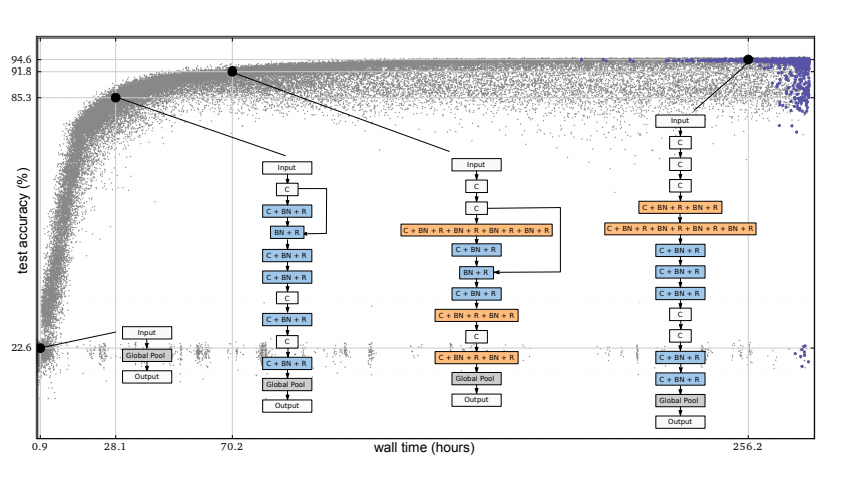 94.6
91.8
85.3
22.6
test accuracy (%)
0.9
28.1
70.2
256.2
wall time (hours)
Input
Global Pool
Output
Input
C
C + BN + R
BN + R
C + BN + R
C + BN + R
C
C + BN + R
C
C + BN + R
Global Pool
Output
Input
C
C
C + BN + R + BN + R + BN + R + BN + R + BN + R
C + BN + R
BN + R
C + BN + R
C + BN + R + BN + R
C
C + BN + R + BN + R
Global Pool
Output
Input
C
C
C
C + BN + R + BN + R
C + BN + R + BN + R + BN + R + BN + R + BN + R
C + BN + R
C + BN + R
C + BN + R
C
C
C + BN + R
C + BN + R
Global Pool
Output